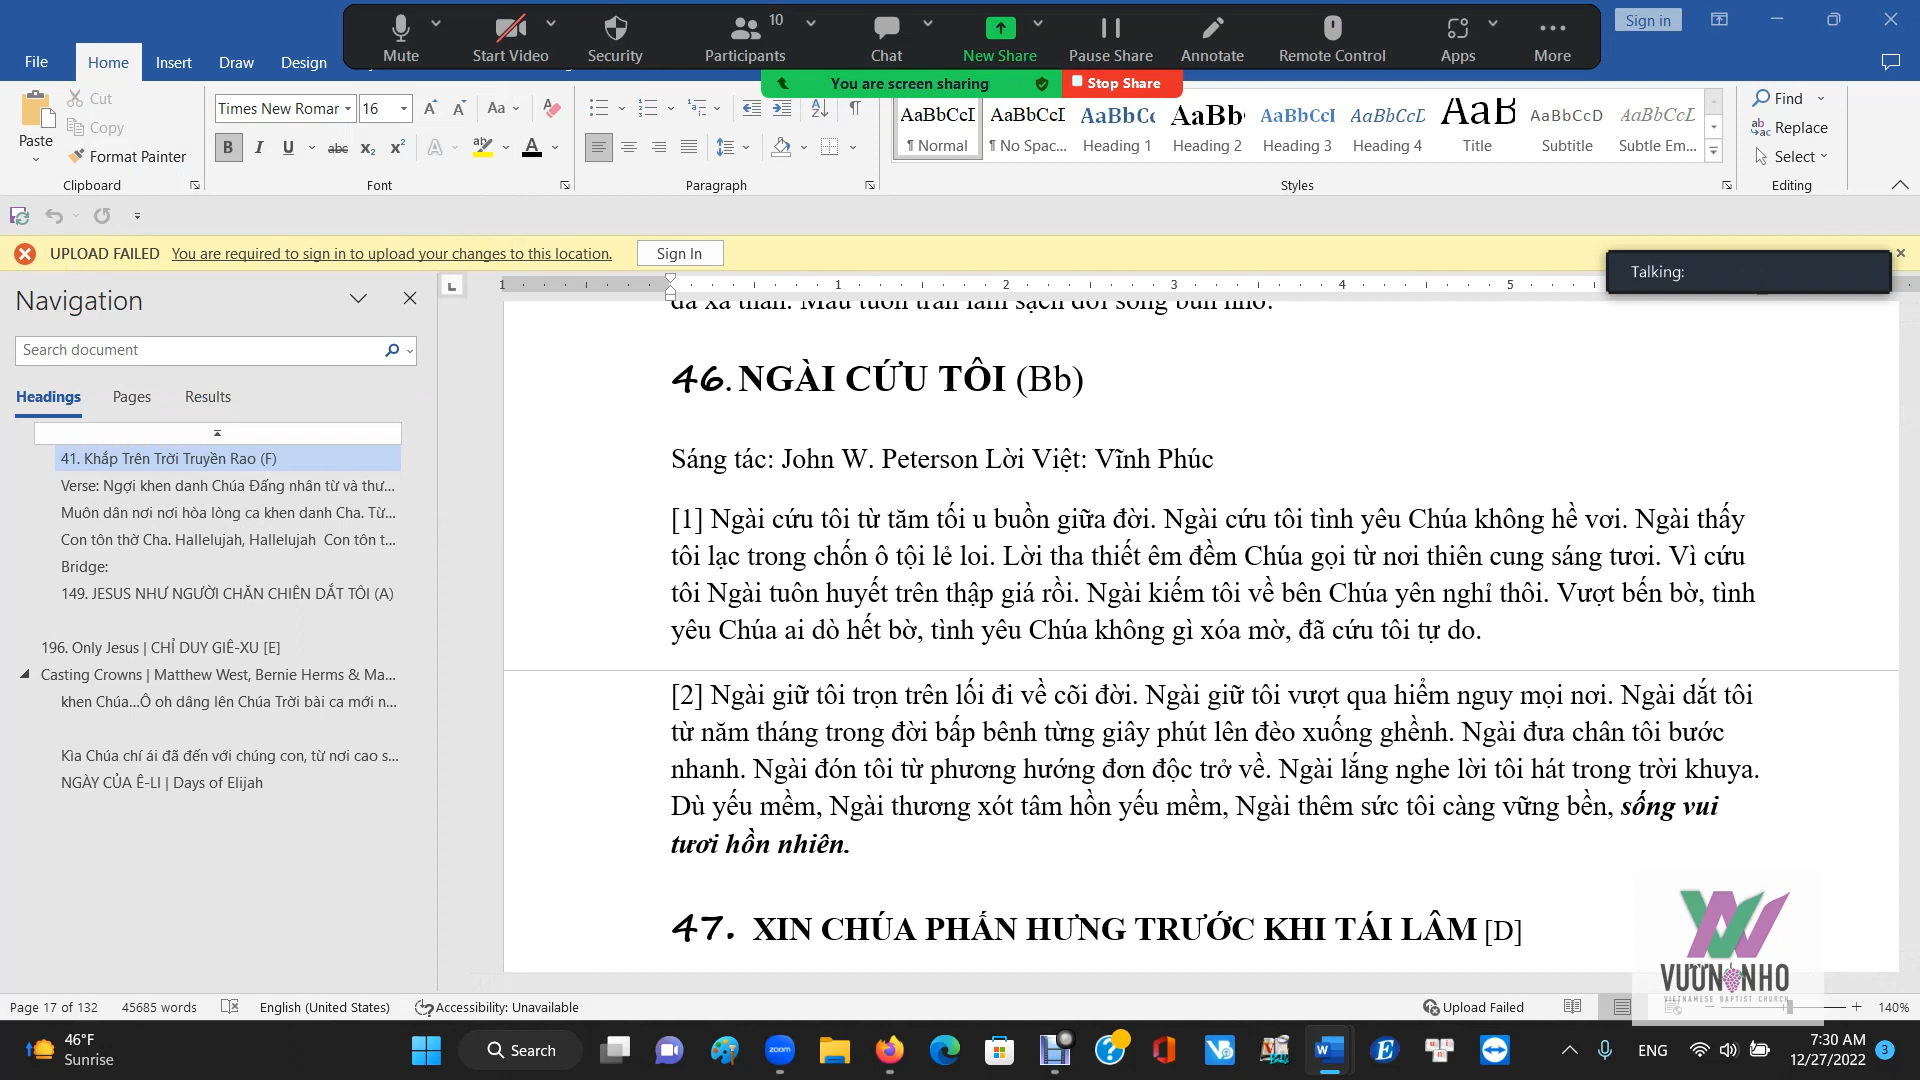 Mute
Start Video
Security
Participants 10
Chat
New Share
Pause Share
Annotate
Remote Control
Apps
More
Sign in
You are screen sharing
Stop Share
File
Home
Insert
Draw
Design
Paste
Cut
Copy
Format Painter
Clipboard
Times New Roman 16
Font
Paragraph
AaBbCcI AaBbCcI AaBbCc AaBb AaBbCcI AaBbCcD AaB AaBbCcD AaBbCcL
¶ Normal ¶ No Spac... Heading 1 Heading 2 Heading 3 Heading 4 Title Subtitle Subtle Em...
Styles
Find
Replace
Select
Editing
UPLOAD FAILED You are required to sign in to upload your changes to this location. Sign In
Talking:
Navigation
Search document
Headings Pages Results
41. Khắp Trên Trời Truyền Rao (F)
Verse: Ngợi khen danh Chúa Đấng nhân từ và thư...
Muôn dân nơi nơi hòa lòng ca khen danh Cha. Từ...
Con tôn thờ Cha. Hallelujah, Hallelujah Con tôn t...
Bridge:
149. JESUS NHƯ NGƯỜI CHĂN CHIÊN DẮT TÔI (A)
196. Only Jesus | CHỈ DUY GIÊ-XU [E]
Casting Crowns | Matthew West, Bernie Herms & Ma...
khen Chúa...Ô oh dâng lên Chúa Trời bài ca mới n...
Kìa Chúa chí ái đã đến với chúng con, từ nơi cao s...
NGÀY CỦA Ê-LI | Days of Elijah
1 1 2 3 4 5
46. NGÀI CỨU TÔI (Bb)
Sáng tác: John W. Peterson Lời Việt: Vĩnh Phúc
[1] Ngài cứu tôi từ tăm tối u buồn giữa đời. Ngài cứu tôi tình yêu Chúa không hề vơi. Ngài thấy
tôi lạc trong chốn ô tội lẻ loi. Lời tha thiết êm đềm Chúa gọi từ nơi thiên cung sáng tươi. Vì cứu
tôi Ngài tuôn huyết trên thập giá rồi. Ngài kiếm tôi về bên Chúa yên nghỉ thôi. Vượt bến bờ, tình
yêu Chúa ai dò hết bờ, tình yêu Chúa không gì xóa mờ, đã cứu tôi tự do.
[2] Ngài giữ tôi trọn trên lối đi về cõi đời. Ngài giữ tôi vượt qua hiểm nguy mọi nơi. Ngài dắt tôi
từ năm tháng trong đời bấp bênh từng giây phút lên đèo xuống ghềnh. Ngài đưa chân tôi bước
nhanh. Ngài đón tôi từ phương hướng đơn độc trở về. Ngài lắng nghe lời tôi hát trong trời khuya.
Dù yếu mềm, Ngài thương xót tâm hồn yếu mềm, Ngài thêm sức tôi càng vững bền, sống vui
tươi hồn nhiên.
47. XIN CHÚA PHẤN HƯNG TRƯỚC KHI TÁI LÂM [D]
VƯỜN NHO
VIETNAMESE BAPTIST CHURCH
Page 17 of 132 45685 words English (United States) Accessibility: Unavailable Upload Failed 140%
46°F
Sunrise
Search
zoom
ENG
7:30 AM
12/27/2022
3